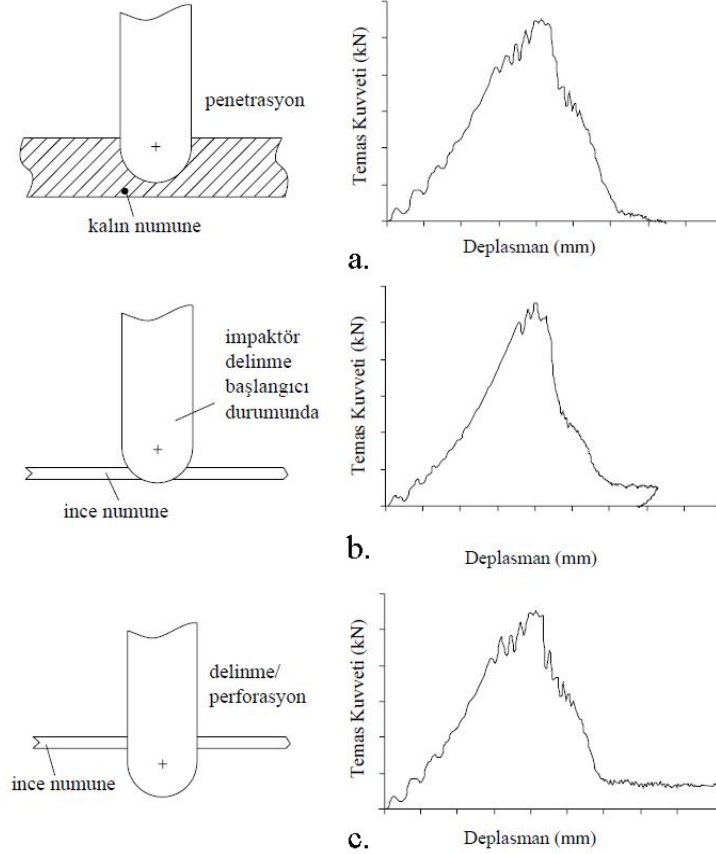 penetrasyon
kalın numune
Temas Kuvveti (kN)
Deplasman (mm)
a.
impaktör
delinme
başlangıcı
durumunda
ince numune
Temas Kuvveti (kN)
b.
Deplasman (mm)
delinme/
perforasyon
ince numune
Temas Kuvveti (kN)
c.
Deplasman (mm)